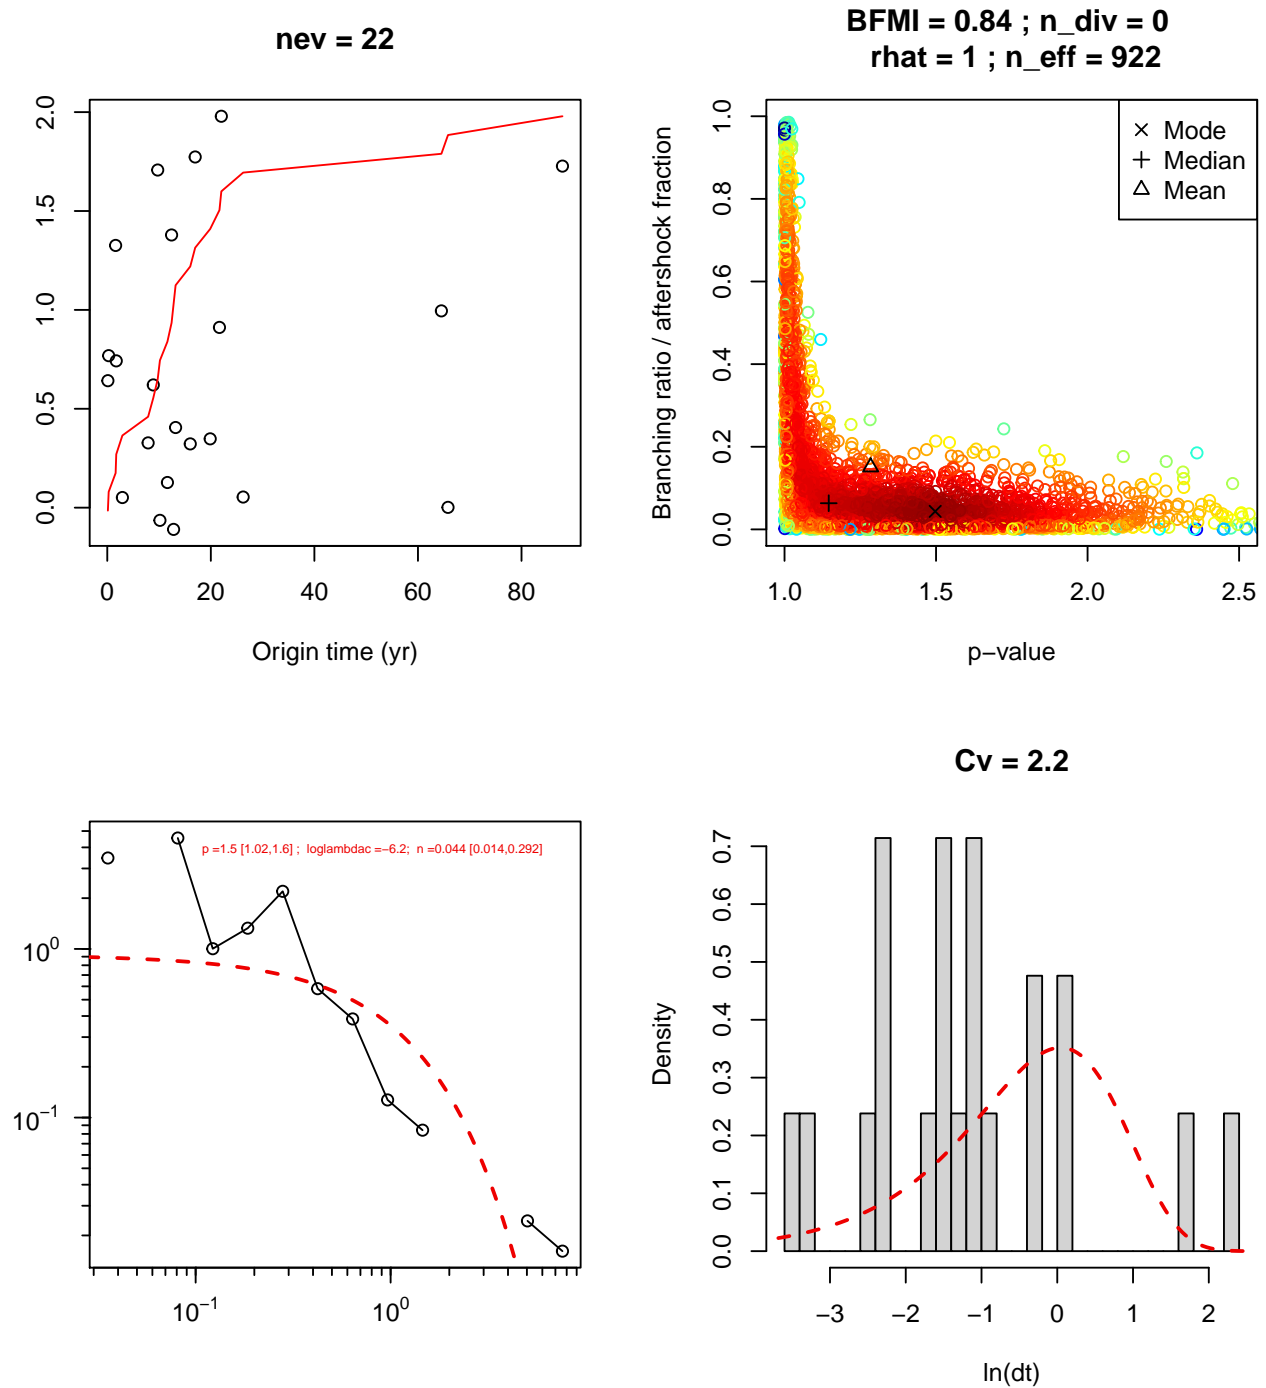 nev = 22
2.0
1.5
1.0
0.5
0.0
0 20 40 60 80
Origin time (yr)
BFMI = 0.84 ; n_div = 0
rhat = 1 ; n_eff = 922
Branching ratio / aftershock fraction
1.0
0.8
0.6
0.4
0.2
0.0
Mode
Median
Mean
1.0 1.5 2.0 2.5
p−value
p =1.5 [1.02,1.6] ; loglambdac =−6.2; n =0.044 [0.014,0.292]
10^0
10^−1
10^−1 10^0
Cv = 2.2
Density
0.7
0.6
0.5
0.4
0.3
0.2
0.1
0.0
−3 −2 −1 0 1 2
ln(dt)